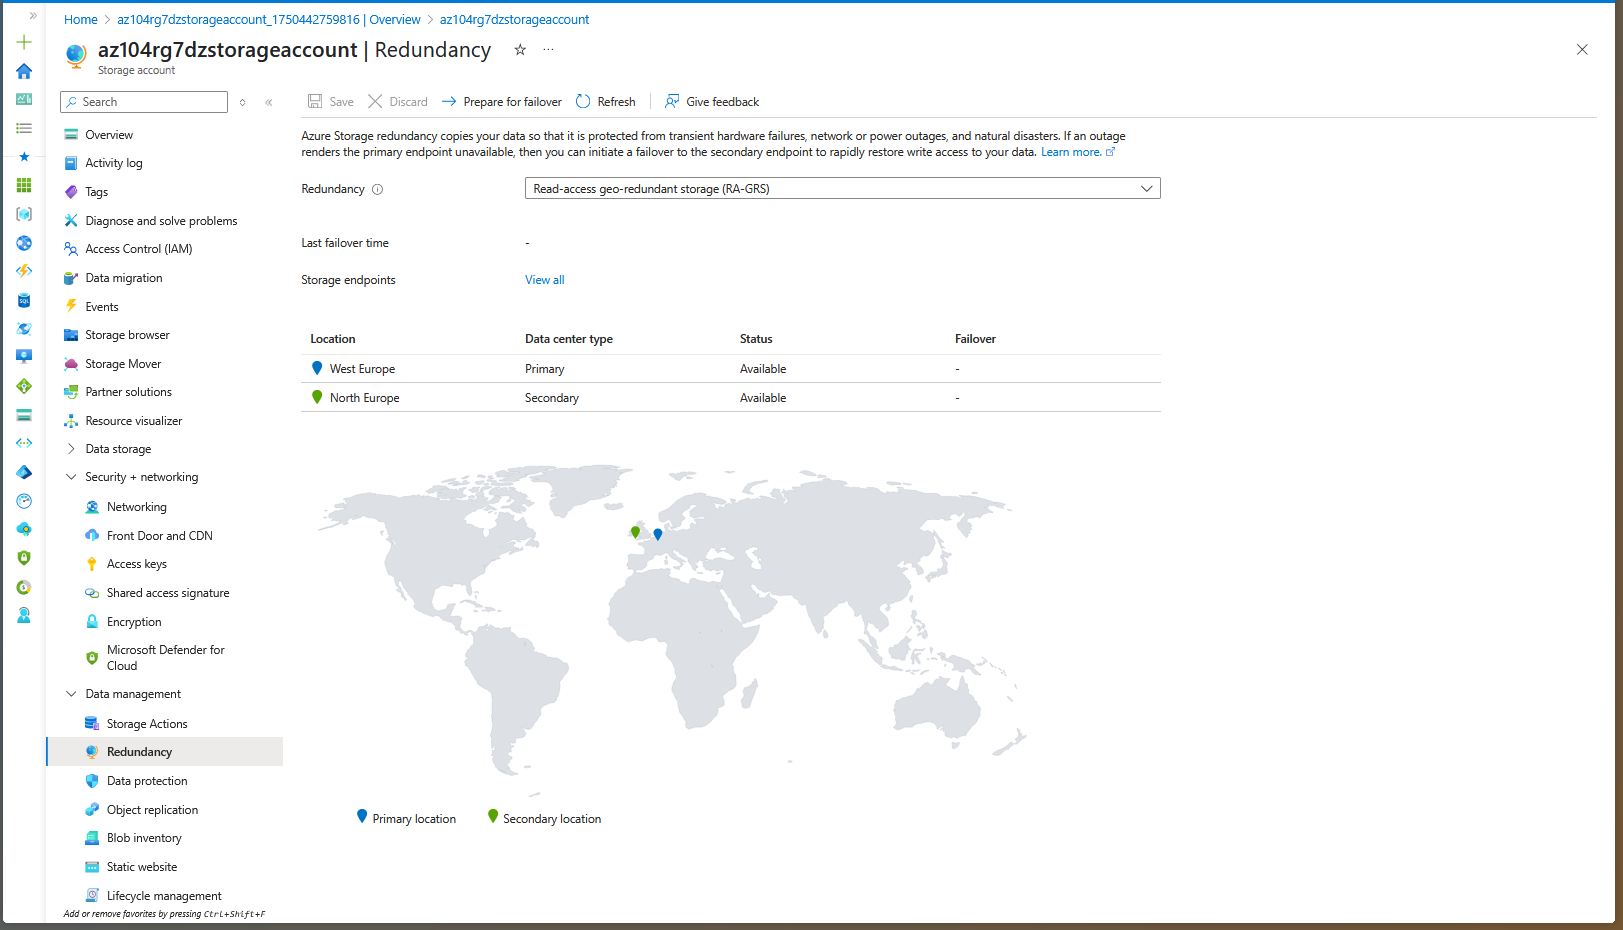 Home > az104rg7dzstorageaccount_1750442759816 | Overview > az104rg7dzstorageaccount
az104rg7dzstorageaccount | Redundancy
Storage account
Search
Save
Discard
Prepare for failover
Refresh
Give feedback
Overview
Activity log
Tags
Diagnose and solve problems
Access Control (IAM)
Data migration
Events
Storage browser
Storage Mover
Partner solutions
Resource visualizer
Data storage
Security + networking
Networking
Front Door and CDN
Access keys
Shared access signature
Encryption
Microsoft Defender for
Cloud
Data management
Storage Actions
Redundancy
Data protection
Object replication
Blob inventory
Static website
Lifecycle management
Add or remove favorites by pressing Ctrl+Shift+F
Azure Storage redundancy copies your data so that it is protected from transient hardware failures, network or power outages, and natural disasters. If an outage
renders the primary endpoint unavailable, then you can initiate a failover to the secondary endpoint to rapidly restore write access to your data. Learn more.
Redundancy
Read-access geo-redundant storage (RA-GRS)
Last failover time -
Storage endpoints View all
Location Data center type Status Failover
West Europe Primary Available -
North Europe Secondary Available -
Primary location Secondary location